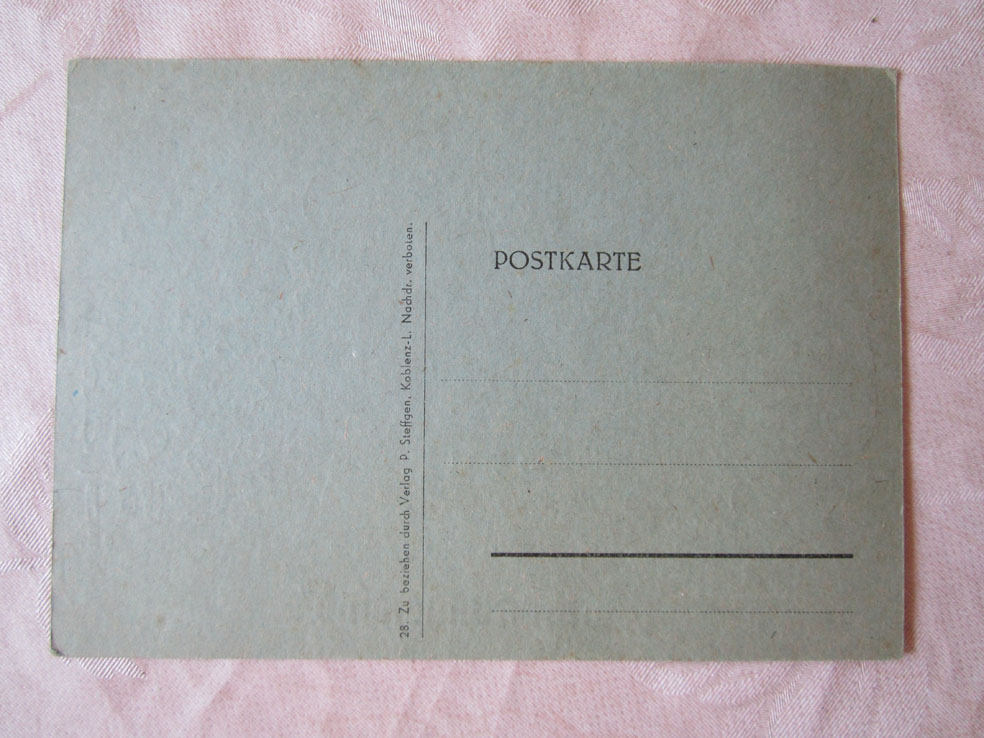 28. Zu beziehen durch Verlag P. Steffgen, Koblenz-L. Nachdr. verboten.
POSTKARTE